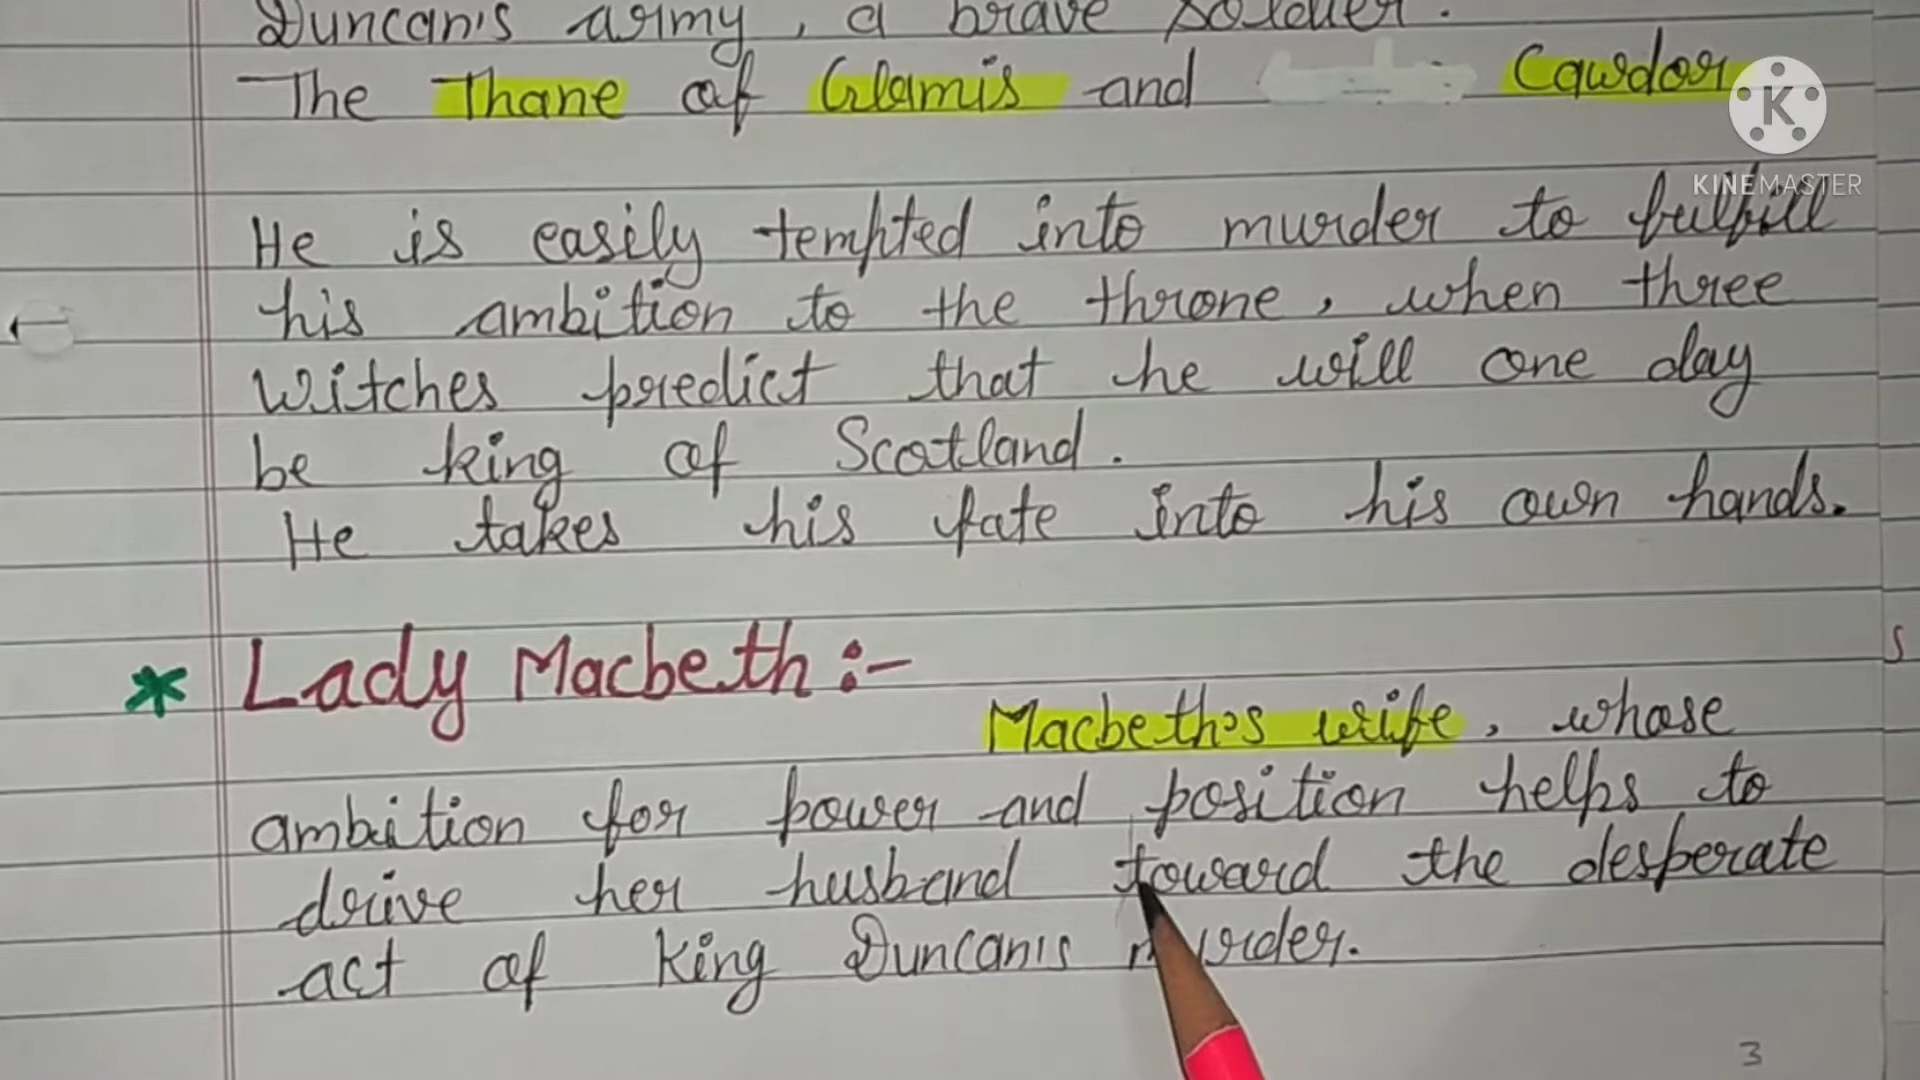 Duncan's army, a brave soldier.
The Thane of Glamis and Cawdor
K
KINEMASTER
He is easily tempted into murder to fulfill
his ambition to the throne, when three
Witches predict that he will one day
be king of Scotland.
He takes his fate into his own hands.
* Lady Macbeth :-
Macbeth's wife, whose
ambition for power and position helps to
drive her husband toward the desperate
act of King Duncan's murder.
3